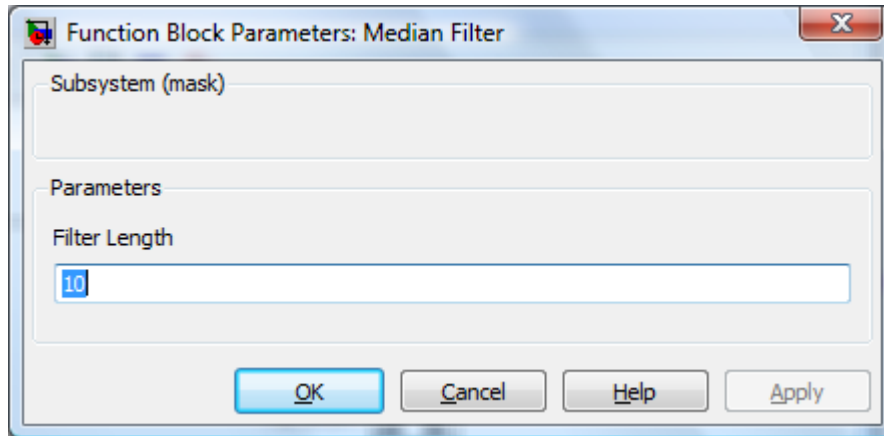 Function Block Parameters: Median Filter
Subsystem (mask)
Parameters
Filter Length
10
OK Cancel Help Apply